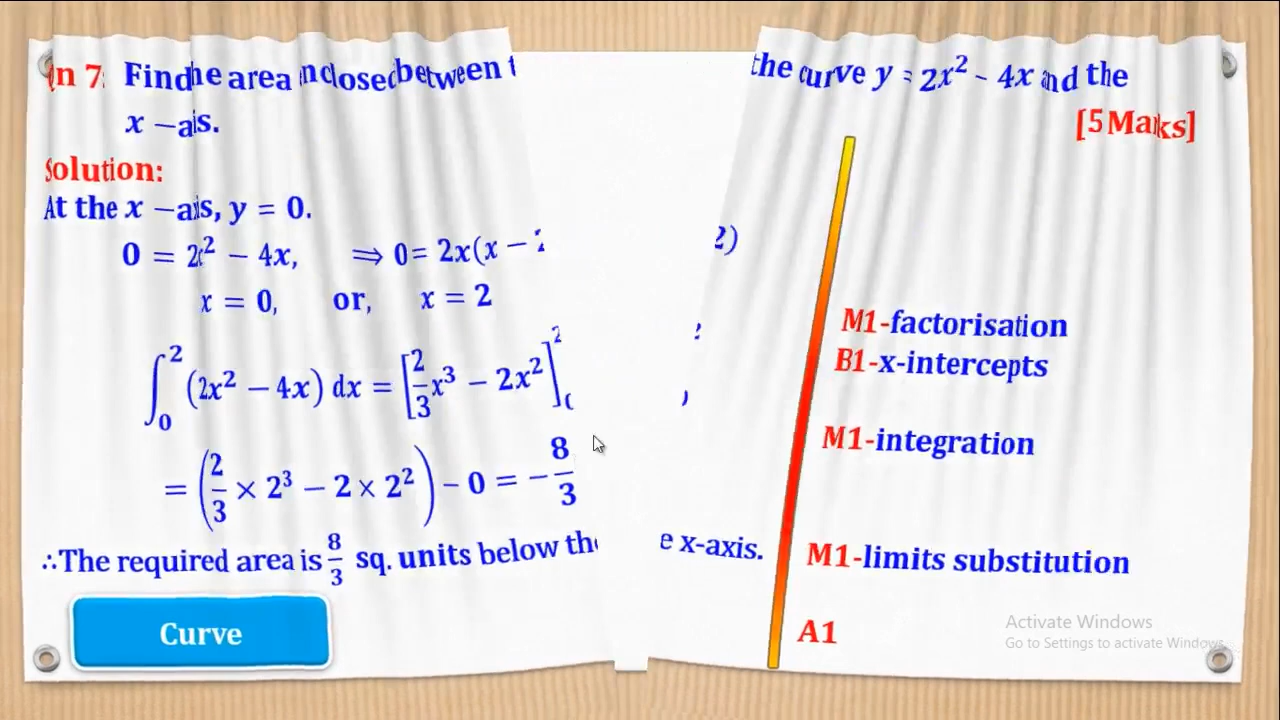 Qn 7: Find the area enclosed between the curve y = 2x² − 4x and the
x −axis.
[5 Marks]
Solution:
At the x −axis, y = 0.
0 = 2x² − 4x, ⟹ 0 = 2x(x − 2)
x = 0, or, x = 2
M1-factorisation
B1-x-intercepts
∫₀² (2x² − 4x) dx = [2/3 x³ − 2x²]₀²
M1-integration
= (2/3 × 2³ − 2 × 2²) − 0 = −8/3
∴The required area is 8/3 sq. units below the x-axis.
M1-limits substitution
A1
Curve
Activate Windows
Go to Settings to activate Windows.